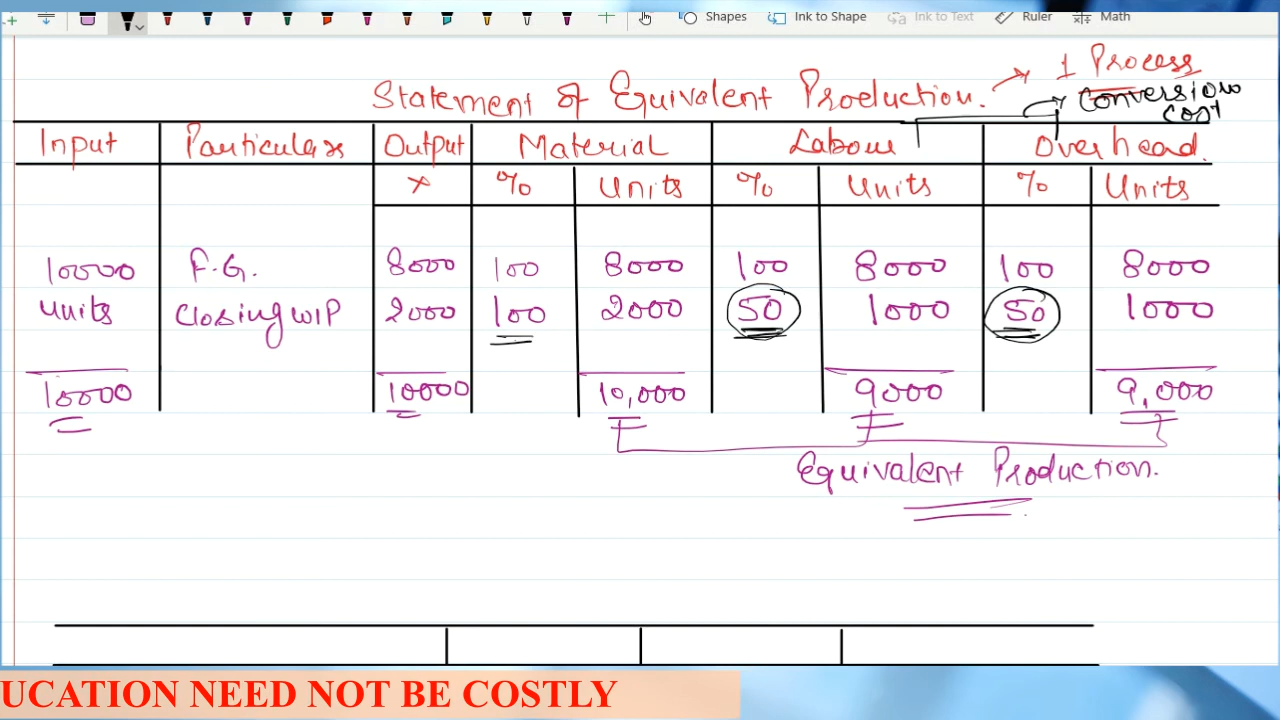 Shapes Ink to Shape Ink to Text Ruler Math
Statement of Equivalent Production. → 1 Process
Conversion
cost
Input Particulars Output Material Labour Overhead.
x % Units % Units % Units
10000 F.G. 8000 100 8000 100 8000 100 8000
Units Closing WIP 2000 100 2000 50 1000 50 1000
10000 10000 10,000 9000 9,000
Equivalent Production.
UCATION NEED NOT BE COSTLY